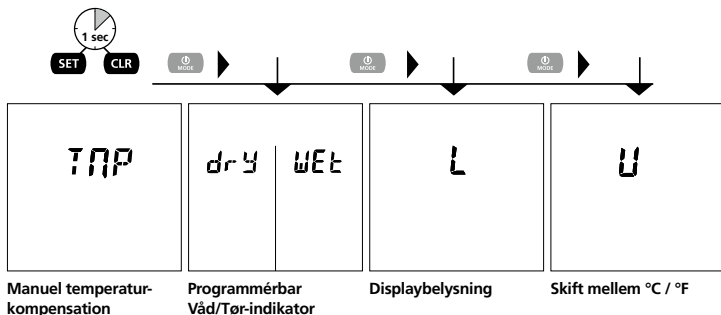 1 sec
SET CLR MODE MODE MODE
TMP dry WEt L U
Manuel temperatur-
kompensation
Programmérbar
Våd/Tør-indikator
Displaybelysning
Skift mellem °C / °F